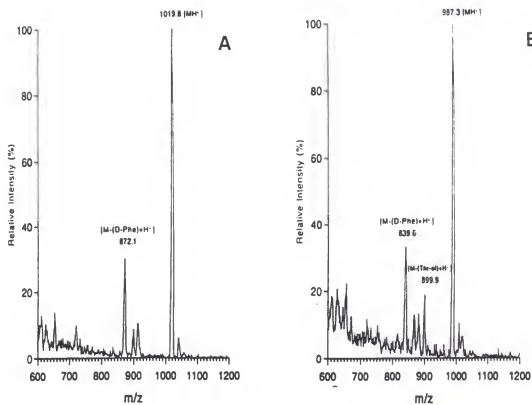 1019.8 (MH⁺)
A
100
80
60
40
20
0
Relative Intensity (%)
[M-(D-Phe)+H⁺]
872.1
600 700 800 900 1000 1100 1200
m/z
987.3 (MH⁺)
B
100
80
60
40
20
0
Relative Intensity (%)
[M-(D-Phe)+H⁺]
839.6
[M-(Thr-ol)+H⁺]
899.9
600 700 800 900 1000 1100 1200
m/z